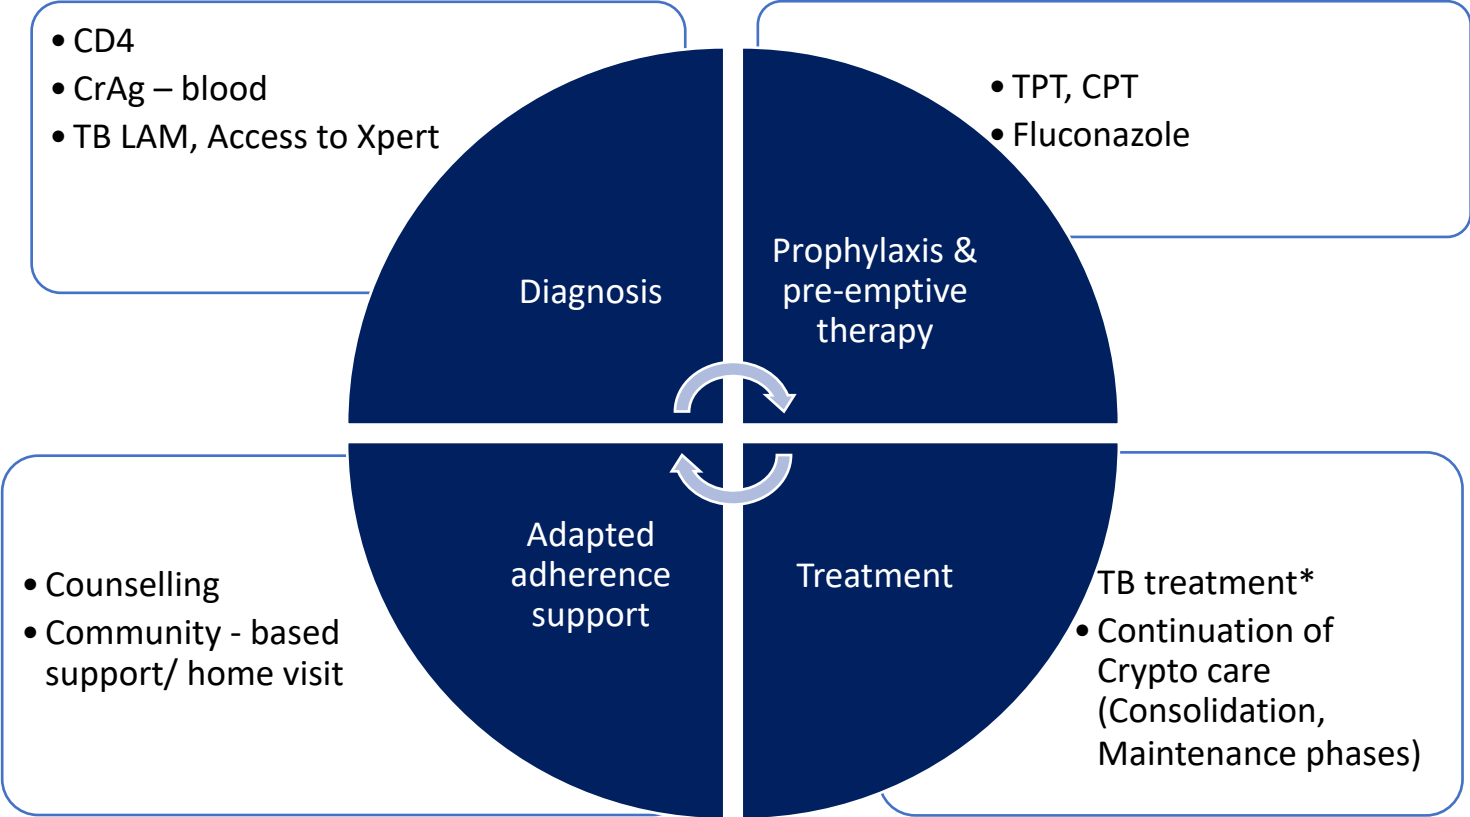 • CD4
• CrAg – blood
• TB LAM, Access to Xpert
• TPT, CPT
• Fluconazole
Diagnosis
Prophylaxis &
pre-emptive
therapy
Adapted
adherence
support
Treatment
• Counselling
• Community - based
support/ home visit
TB treatment*
• Continuation of
Crypto care
(Consolidation,
Maintenance phases)